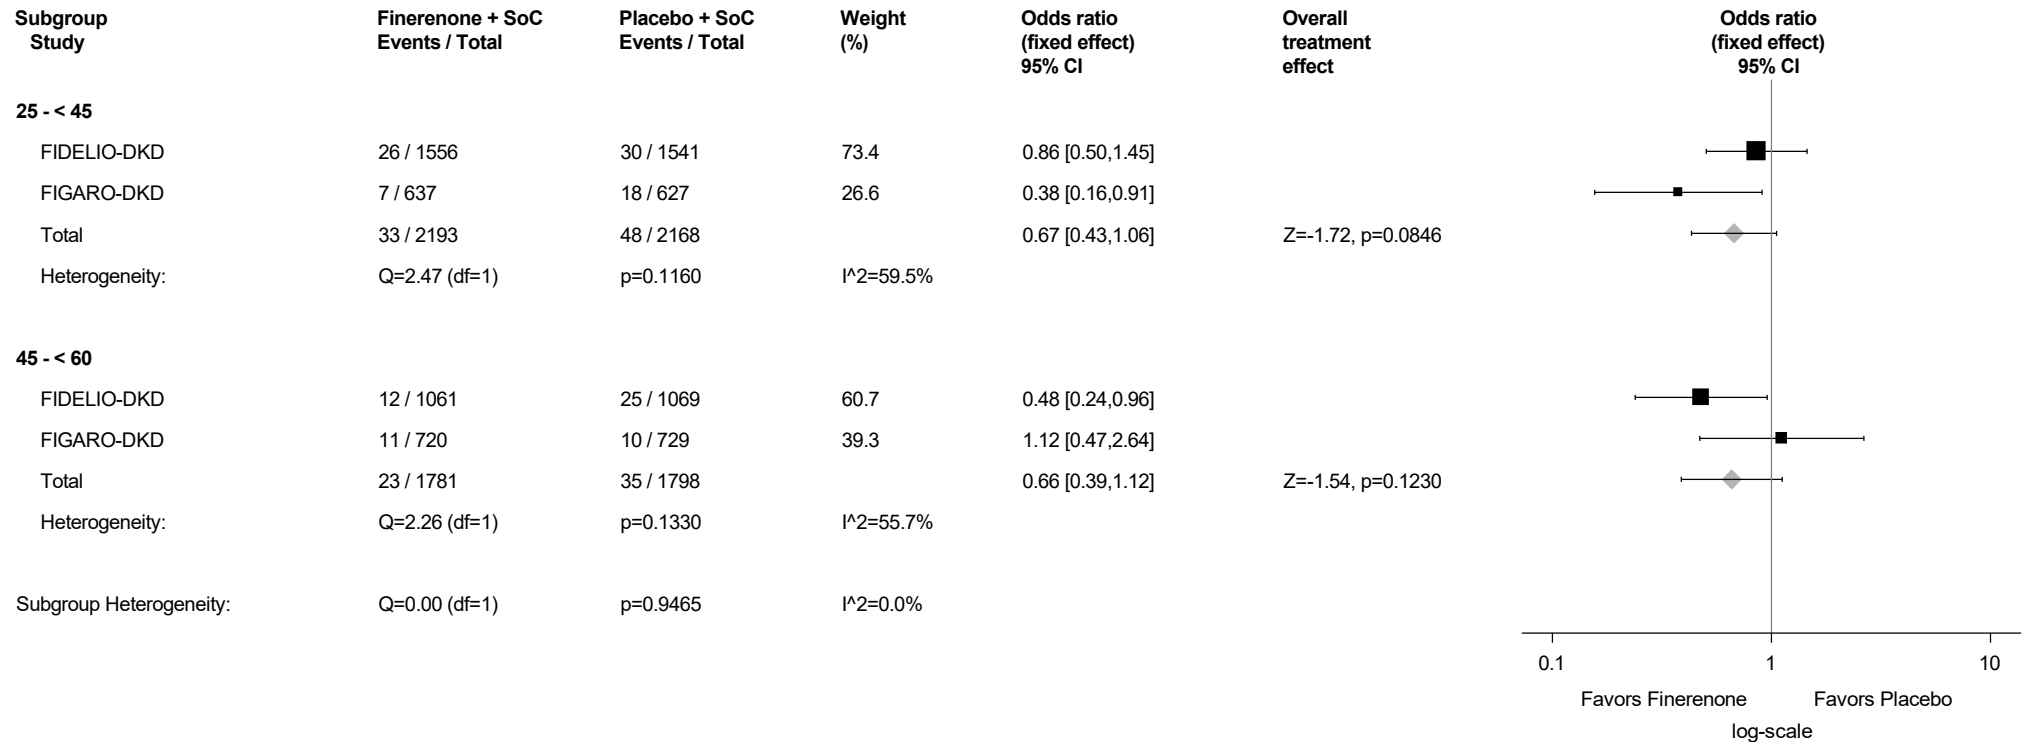 Subgroup Finerenone + SoC Placebo + SoC Weight Odds ratio Overall Odds ratio
Study Events / Total Events / Total (%) (fixed effect) treatment (fixed effect)
95% CI effect 95% CI
25 - < 45
FIDELIO-DKD 26 / 1556 30 / 1541 73.4 0.86 [0.50,1.45]
FIGARO-DKD 7 / 637 18 / 627 26.6 0.38 [0.16,0.91]
Total 33 / 2193 48 / 2168 0.67 [0.43,1.06] Z=-1.72, p=0.0846
Heterogeneity: Q=2.47 (df=1) p=0.1160 I^2=59.5%
45 - < 60
FIDELIO-DKD 12 / 1061 25 / 1069 60.7 0.48 [0.24,0.96]
FIGARO-DKD 11 / 720 10 / 729 39.3 1.12 [0.47,2.64]
Total 23 / 1781 35 / 1798 0.66 [0.39,1.12] Z=-1.54, p=0.1230
Heterogeneity: Q=2.26 (df=1) p=0.1330 I^2=55.7%
Subgroup Heterogeneity: Q=0.00 (df=1) p=0.9465 I^2=0.0%
0.1 1 10
Favors Finerenone Favors Placebo
log-scale